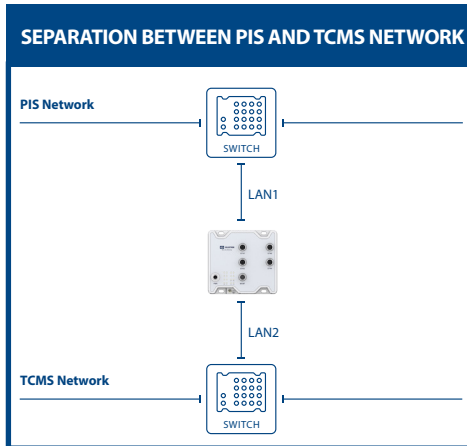 SEPARATION BETWEEN PIS AND TCMS NETWORK
PIS Network
SWITCH
LAN1
LAN2
TCMS Network
SWITCH